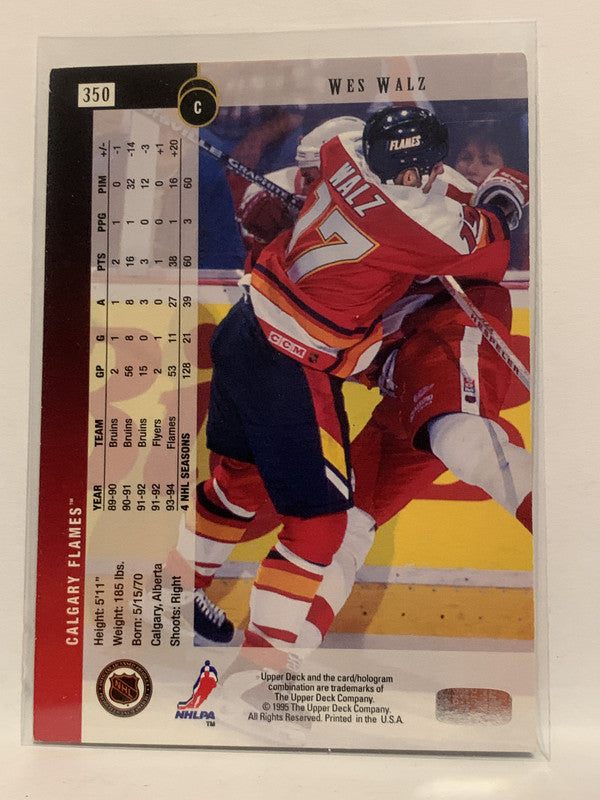 350
C
WES WALZ
CALGARY FLAMES™
Height: 5'11"
Weight: 185 lbs.
Born: 5/15/70
Calgary, Alberta
Shoots: Right
YEAR TEAM GP G A PTS PPG PIM +/-
89-90 Bruins 2 1 1 2 1 0 -1
90-91 Bruins 56 8 8 16 1 32 -14
91-92 Bruins 15 0 3 3 0 12 -3
91-92 Flyers 2 1 0 1 0 0 +1
93-94 Flames 53 11 27 38 1 16 +20
4 NHL SEASONS 128 21 39 60 3 60
FLAMES
WALZ
17
CCM
NHL
NHLPA
TM
Upper Deck and the card/hologram
combination are trademarks of
The Upper Deck Company.
© 1995 The Upper Deck Company.
All Rights Reserved. Printed in the U.S.A.